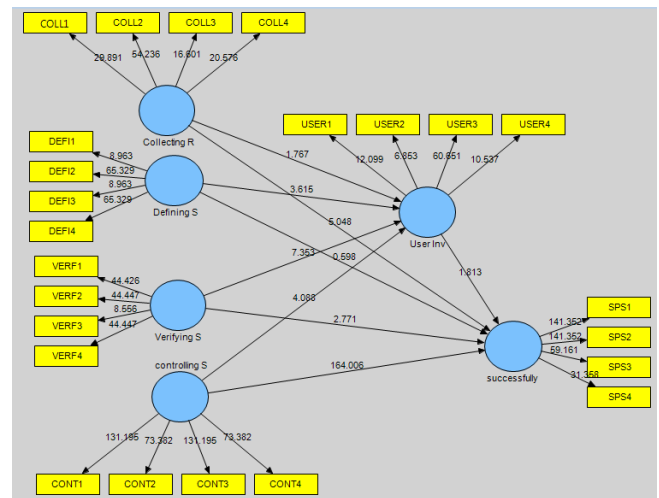 COLL1
COLL2
COLL3
COLL4
29.891
54.236
16.601
20.576
Collecting R
DEFI1
DEFI2
DEFI3
DEFI4
8.963
65.329
8.963
65.329
Defining S
USER1
USER2
USER3
USER4
12.099
6.653
60.651
10.537
User Inv
1.767
3.615
5.048
0.598
7.353
4.088
1.813
2.771
164.006
VERF1
VERF2
VERF3
VERF4
44.426
44.447
8.556
44.447
Verifying S
controlling S
successfully
SPS1
SPS2
SPS3
SPS4
141.352
141.352
59.161
31.358
131.195
73.382
131.195
73.382
CONT1
CONT2
CONT3
CONT4